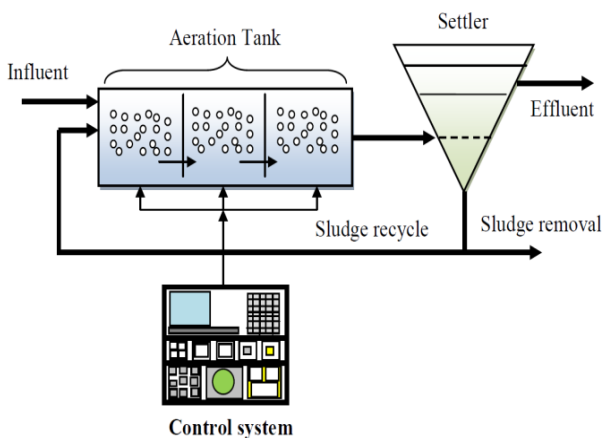 Aeration Tank
Settler
Influent
Effluent
Sludge recycle
Sludge removal
Control system